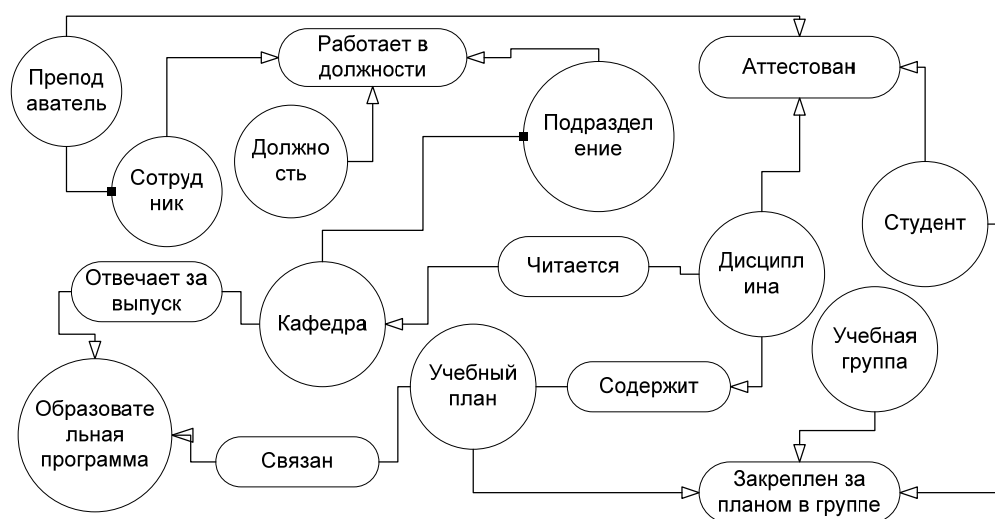 Работает в
должности
Аттестован
Препод
аватель
Должно
сть
Подраздел
ение
Сотруд
ник
Студент
Отвечает за
выпуск
Читается
Дисципл
ина
Кафедра
Учебная
группа
Учебный
план
Содержит
Образовате
льная
программа
Связан
Закреплен за
планом в группе